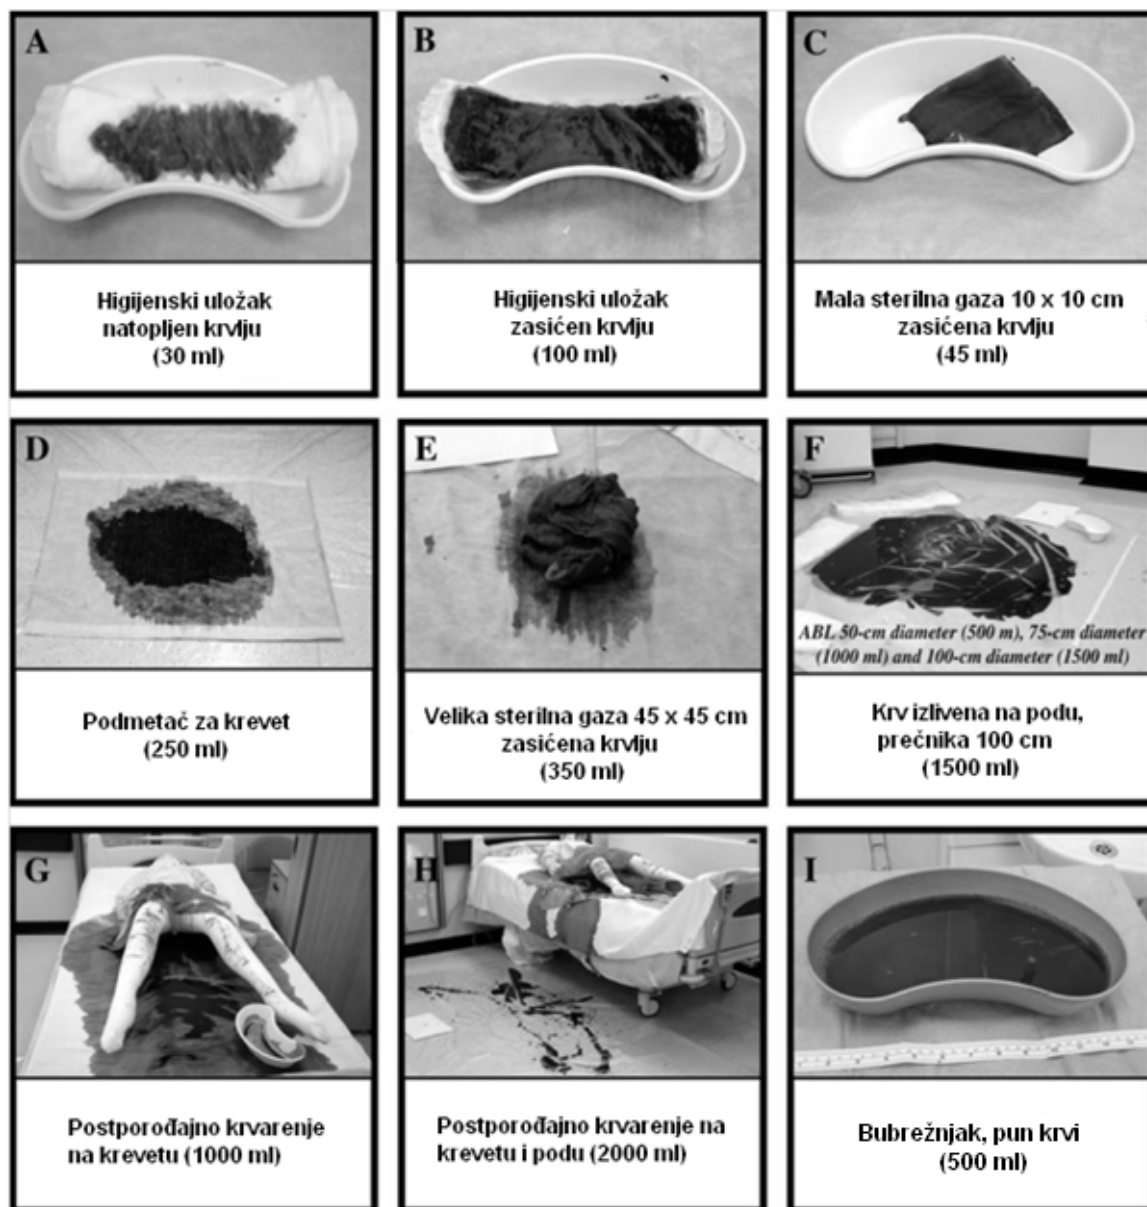 A
B
C
Higijenski uložak
natopljen krvlju
(30 ml)
Higijenski uložak
zasićen krvlju
(100 ml)
Mala sterilna gaza 10 x 10 cm
zasićena krvlju
(45 ml)
D
E
F
ABL 50-cm diameter (500 m), 75-cm diameter
(1000 ml) and 100-cm diameter (1500 ml)
Podmetač za krevet
(250 ml)
Velika sterilna gaza 45 x 45 cm
zasićena krvlju
(350 ml)
Krv izlivena na podu,
prečnika 100 cm
(1500 ml)
G
H
I
Postporođajno krvarenje
na krevetu (1000 ml)
Postporođajno krvarenje na
krevetu i podu (2000 ml)
Bubrežnjak, pun krvi
(500 ml)